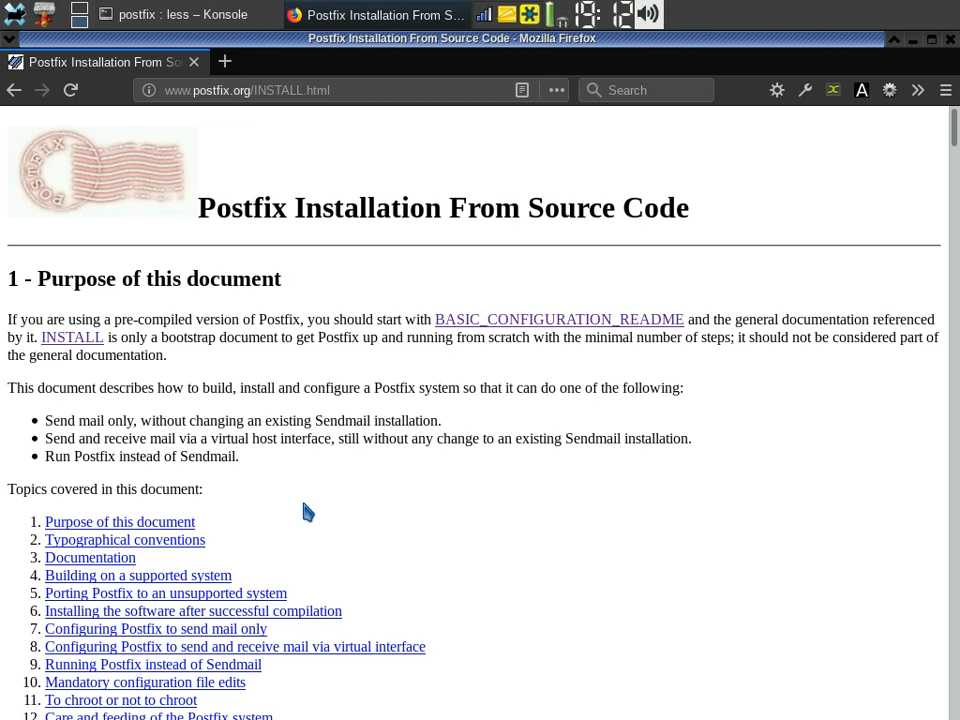 postfix : less – Konsole
Postfix Installation From S...
19: 12
Postfix Installation From Source Code - Mozilla Firefox
Postfix Installation From So
www.postfix.org/INSTALL.html
Search
A
POSTFIX
Postfix Installation From Source Code
1 - Purpose of this document
If you are using a pre-compiled version of Postfix, you should start with BASIC_CONFIGURATION_README and the general documentation referenced
by it. INSTALL is only a bootstrap document to get Postfix up and running from scratch with the minimal number of steps; it should not be considered part of
the general documentation.
This document describes how to build, install and configure a Postfix system so that it can do one of the following:
• Send mail only, without changing an existing Sendmail installation.
• Send and receive mail via a virtual host interface, still without any change to an existing Sendmail installation.
• Run Postfix instead of Sendmail.
Topics covered in this document:
1. Purpose of this document
2. Typographical conventions
3. Documentation
4. Building on a supported system
5. Porting Postfix to an unsupported system
6. Installing the software after successful compilation
7. Configuring Postfix to send mail only
8. Configuring Postfix to send and receive mail via virtual interface
9. Running Postfix instead of Sendmail
10. Mandatory configuration file edits
11. To chroot or not to chroot
12. Care and feeding of the Postfix system